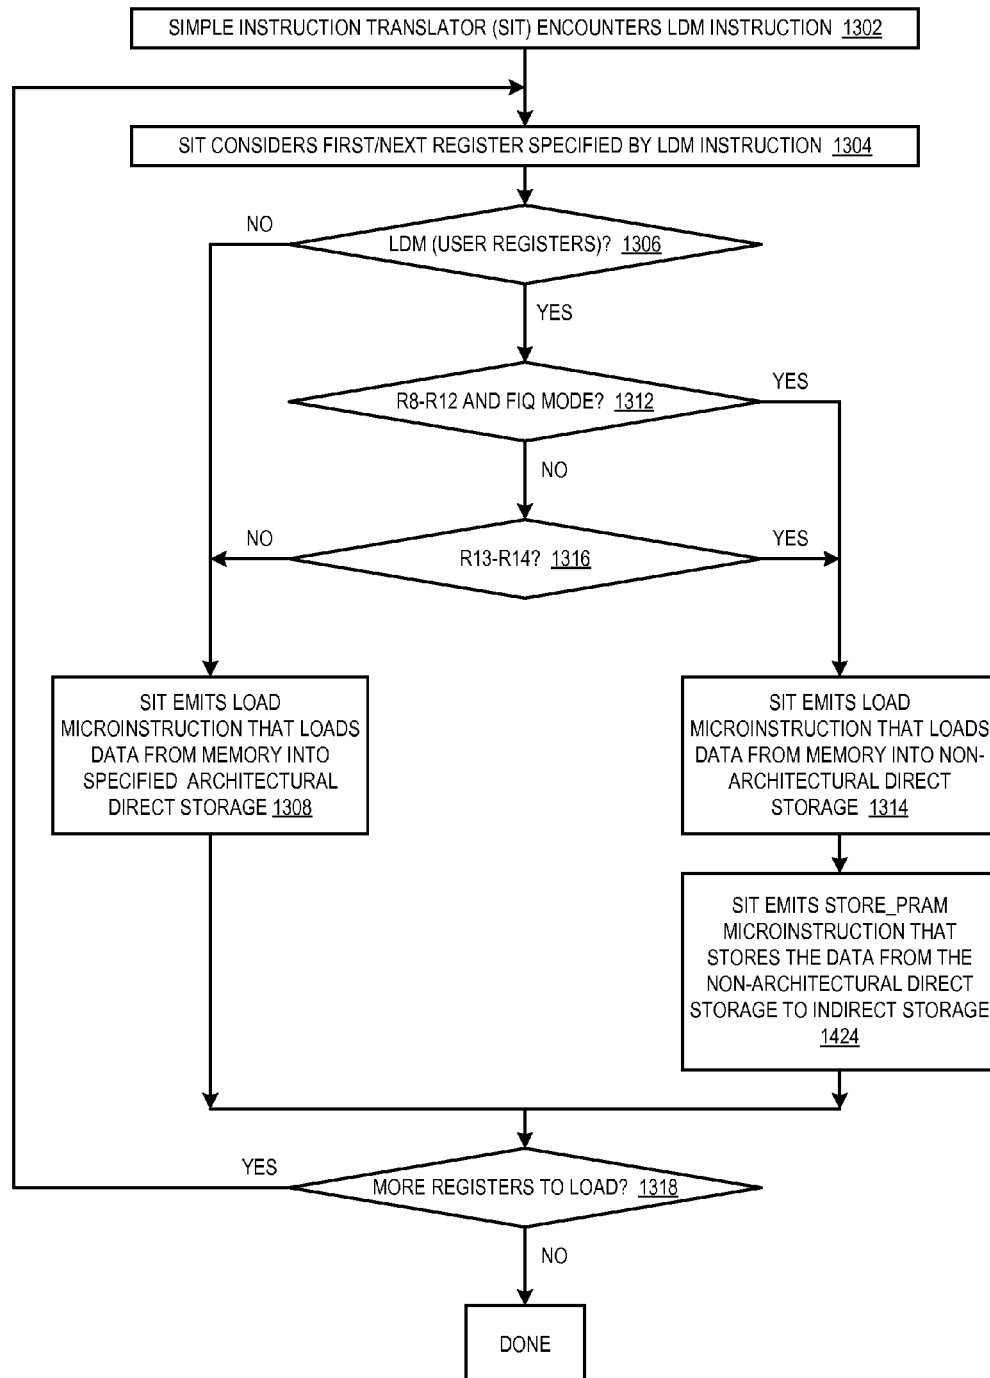 SIMPLE INSTRUCTION TRANSLATOR (SIT) ENCOUNTERS LDM INSTRUCTION 1302
SIT CONSIDERS FIRST/NEXT REGISTER SPECIFIED BY LDM INSTRUCTION 1304
NO
LDM (USER REGISTERS)? 1306
YES
YES
R8-R12 AND FIQ MODE? 1312
NO
NO
YES
R13-R14? 1316
SIT EMITS LOAD
MICROINSTRUCTION THAT LOADS
DATA FROM MEMORY INTO
SPECIFIED ARCHITECTURAL
DIRECT STORAGE 1308
SIT EMITS LOAD
MICROINSTRUCTION THAT LOADS
DATA FROM MEMORY INTO NON-
ARCHITECTURAL DIRECT
STORAGE 1314
SIT EMITS STORE_PRAM
MICROINSTRUCTION THAT
STORES THE DATA FROM THE
NON-ARCHITECTURAL DIRECT
STORAGE TO INDIRECT STORAGE
1424
YES
MORE REGISTERS TO LOAD? 1318
NO
DONE